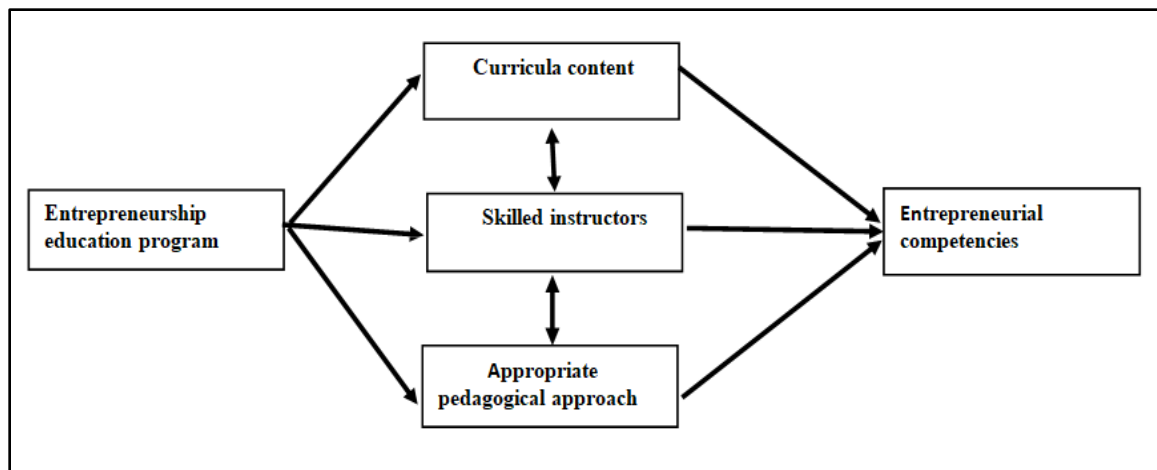 Curricula content
Entrepreneurship
education program
Skilled instructors
Entrepreneurial
competencies
Appropriate
pedagogical approach